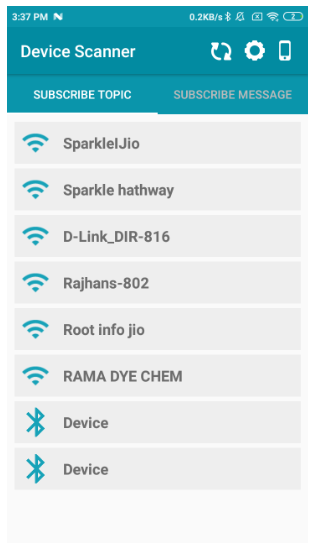 3:37 PM N 0.2KB/s
Device Scanner
SUBSCRIBE TOPIC SUBSCRIBE MESSAGE
SparkleIJio
Sparkle hathway
D-Link_DIR-816
Rajhans-802
Root info jio
RAMA DYE CHEM
Device
Device